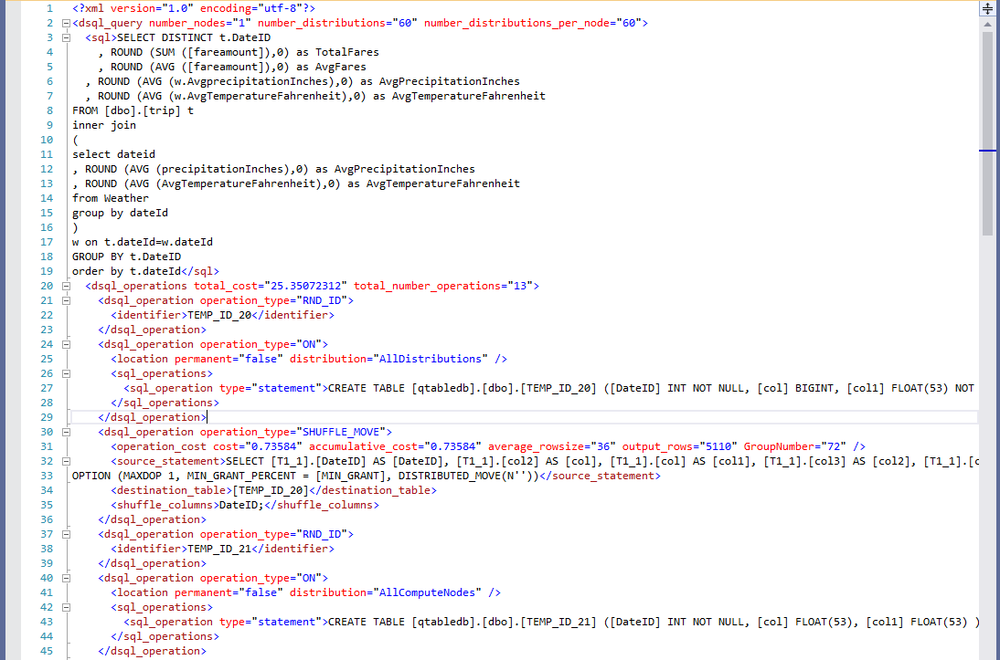 1 <?xml version="1.0" encoding="utf-8"?>
2 <dsql_query number_nodes="1" number_distributions="60" number_distributions_per_node="60">
3 <sql>SELECT DISTINCT t.DateID
4 , ROUND (SUM ([fareamount]),0) as TotalFares
5 , ROUND (AVG ([fareamount]),0) as AvgFares
6 , ROUND (AVG (w.AvgprecipitationInches),0) as AvgPrecipitationInches
7 , ROUND (AVG (w.AvgTemperatureFahrenheit),0) as AvgTemperatureFahrenheit
8 FROM [dbo].[trip] t
9 inner join
10 (
11 select dateid
12 , ROUND (AVG (precipitationInches),0) as AvgPrecipitationInches
13 , ROUND (AVG (AvgTemperatureFahrenheit),0) as AvgTemperatureFahrenheit
14 from Weather
15 group by dateId
16 )
17 w on t.dateId=w.dateId
18 GROUP BY t.DateID
19 order by t.dateId</sql>
20 <dsql_operations total_cost="25.35072312" total_number_operations="13">
21 <dsql_operation operation_type="RND_ID">
22 <identifier>TEMP_ID_20</identifier>
23 </dsql_operation>
24 <dsql_operation operation_type="ON">
25 <location permanent="false" distribution="AllDistributions" />
26 <sql_operations>
27 <sql_operation type="statement">CREATE TABLE [qtabledb].[dbo].[TEMP_ID_20] ([DateID] INT NOT NULL, [col] BIGINT, [col1] FLOAT(53) NOT
28 </sql_operations>
29 </dsql_operation>
30 <dsql_operation operation_type="SHUFFLE_MOVE">
31 <operation_cost cost="0.73584" accumulative_cost="0.73584" average_rowsize="36" output_rows="5110" GroupNumber="72" />
32 <source_statement>SELECT [T1_1].[DateID] AS [DateID], [T1_1].[col2] AS [col], [T1_1].[col] AS [col1], [T1_1].[col3] AS [col2], [T1_1].[c
33 OPTION (MAXDOP 1, MIN_GRANT_PERCENT = [MIN_GRANT], DISTRIBUTED_MOVE(N''))</source_statement>
34 <destination_table>[TEMP_ID_20]</destination_table>
35 <shuffle_columns>DateID;</shuffle_columns>
36 </dsql_operation>
37 <dsql_operation operation_type="RND_ID">
38 <identifier>TEMP_ID_21</identifier>
39 </dsql_operation>
40 <dsql_operation operation_type="ON">
41 <location permanent="false" distribution="AllComputeNodes" />
42 <sql_operations>
43 <sql_operation type="statement">CREATE TABLE [qtabledb].[dbo].[TEMP_ID_21] ([DateID] INT NOT NULL, [col] FLOAT(53), [col1] FLOAT(53) )
44 </sql_operations>
45 </dsql_operation>